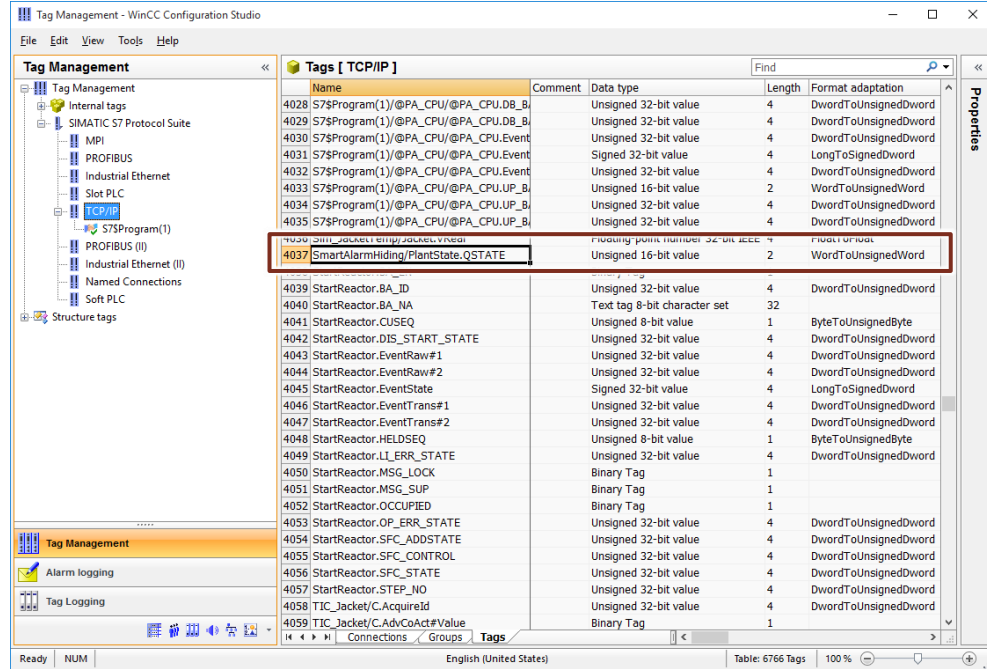 Tag Management - WinCC Configuration Studio
File Edit View Tools Help
Tag Management «
Tag Management
Internal tags
SIMATIC S7 Protocol Suite
MPI
PROFIBUS
Industrial Ethernet
Slot PLC
TCP/IP
S7$Program(1)
PROFIBUS (II)
Industrial Ethernet (II)
Named Connections
Soft PLC
Structure tags
Tag Management
Alarm logging
Tag Logging
Tags [ TCP/IP ] Find
« Properties
Name Comment Data type Length Format adaptation
4028 S7$Program(1)/@PA_CPU/@PA_CPU.DB_BA Unsigned 32-bit value 4 DwordToUnsignedDword
4029 S7$Program(1)/@PA_CPU/@PA_CPU.DB_BA Unsigned 32-bit value 4 DwordToUnsignedDword
4030 S7$Program(1)/@PA_CPU/@PA_CPU.Event Unsigned 32-bit value 4 DwordToUnsignedDword
4031 S7$Program(1)/@PA_CPU/@PA_CPU.Event Signed 32-bit value 4 LongToSignedDword
4032 S7$Program(1)/@PA_CPU/@PA_CPU.Event Unsigned 32-bit value 4 DwordToUnsignedDword
4033 S7$Program(1)/@PA_CPU/@PA_CPU.UP_BA Unsigned 16-bit value 2 WordToUnsignedWord
4034 S7$Program(1)/@PA_CPU/@PA_CPU.UP_BA Unsigned 32-bit value 4 DwordToUnsignedDword
4035 S7$Program(1)/@PA_CPU/@PA_CPU.UP_BA Unsigned 32-bit value 4 DwordToUnsignedDword
4036 Sim_JacketTemp/Jacket.VReal Floating-point number 32-bit IEEE 4 FloatToFloat
4037 SmartAlarmHiding/PlantState.QSTATE Unsigned 16-bit value 2 WordToUnsignedWord
4039 StartReactor.BA_ID Unsigned 32-bit value 4 DwordToUnsignedDword
4040 StartReactor.BA_NA Text tag 8-bit character set 32
4041 StartReactor.CUSEQ Unsigned 8-bit value 1 ByteToUnsignedByte
4042 StartReactor.DIS_START_STATE Unsigned 32-bit value 4 DwordToUnsignedDword
4043 StartReactor.EventRaw#1 Unsigned 32-bit value 4 DwordToUnsignedDword
4044 StartReactor.EventRaw#2 Unsigned 32-bit value 4 DwordToUnsignedDword
4045 StartReactor.EventState Signed 32-bit value 4 LongToSignedDword
4046 StartReactor.EventTrans#1 Unsigned 32-bit value 4 DwordToUnsignedDword
4047 StartReactor.EventTrans#2 Unsigned 32-bit value 4 DwordToUnsignedDword
4048 StartReactor.HELDSEQ Unsigned 8-bit value 1 ByteToUnsignedByte
4049 StartReactor.LI_ERR_STATE Unsigned 32-bit value 4 DwordToUnsignedDword
4050 StartReactor.MSG_LOCK Binary Tag 1
4051 StartReactor.MSG_SUP Binary Tag 1
4052 StartReactor.OCCUPIED Binary Tag 1
4053 StartReactor.OP_ERR_STATE Unsigned 32-bit value 4 DwordToUnsignedDword
4054 StartReactor.SFC_ADDSTATE Unsigned 32-bit value 4 DwordToUnsignedDword
4055 StartReactor.SFC_CONTROL Unsigned 32-bit value 4 DwordToUnsignedDword
4056 StartReactor.SFC_STATE Unsigned 32-bit value 4 DwordToUnsignedDword
4057 StartReactor.STEP_NO Unsigned 32-bit value 4 DwordToUnsignedDword
4058 TIC_Jacket/C.AcquireId Unsigned 32-bit value 4 DwordToUnsignedDword
4059 TIC_Jacket/C.AdvCoAct#Value Binary Tag 1
Connections Groups Tags
Ready NUM English (United States) Table: 6766 Tags 100 %